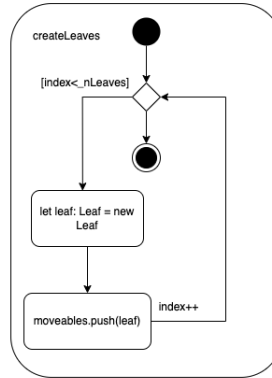 createLeaves
[index<_nLeaves]
let leaf: Leaf = new
Leaf
moveables.push(leaf)
index++